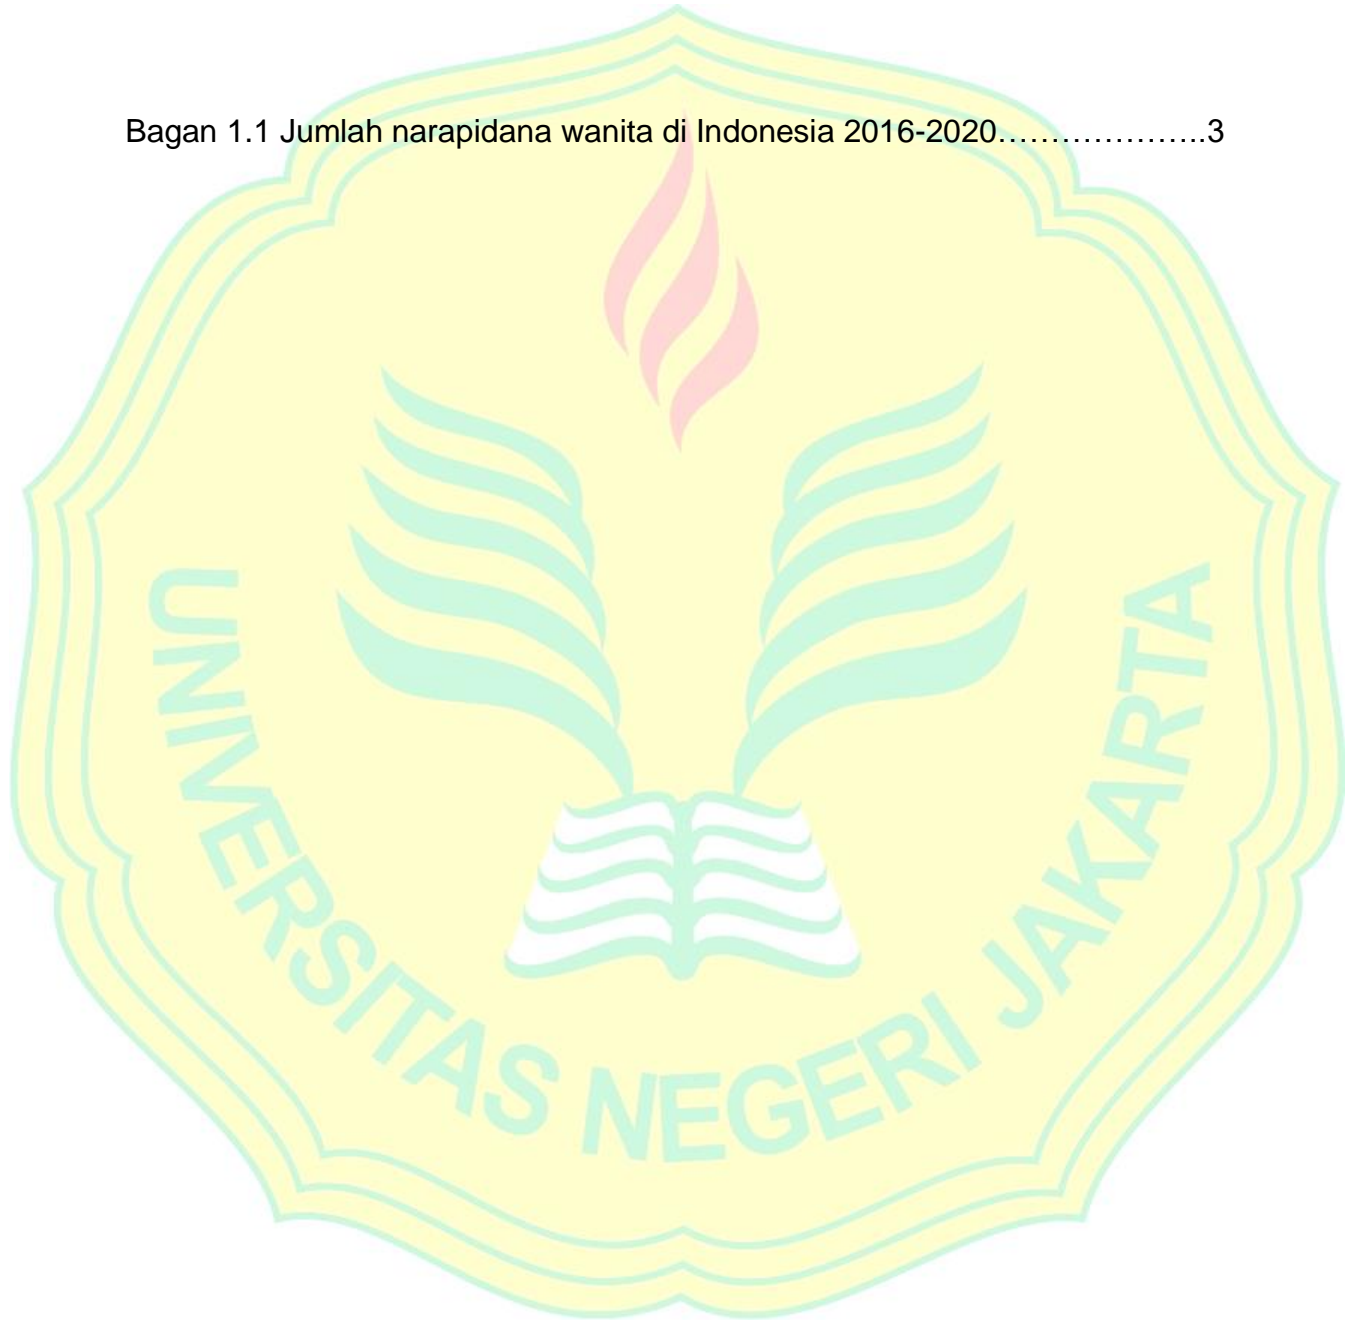 Bagan 1.1 Jumlah narapidana wanita di Indonesia 2016-2020………………..3
UNIVERSITAS NEGERI JAKARTA